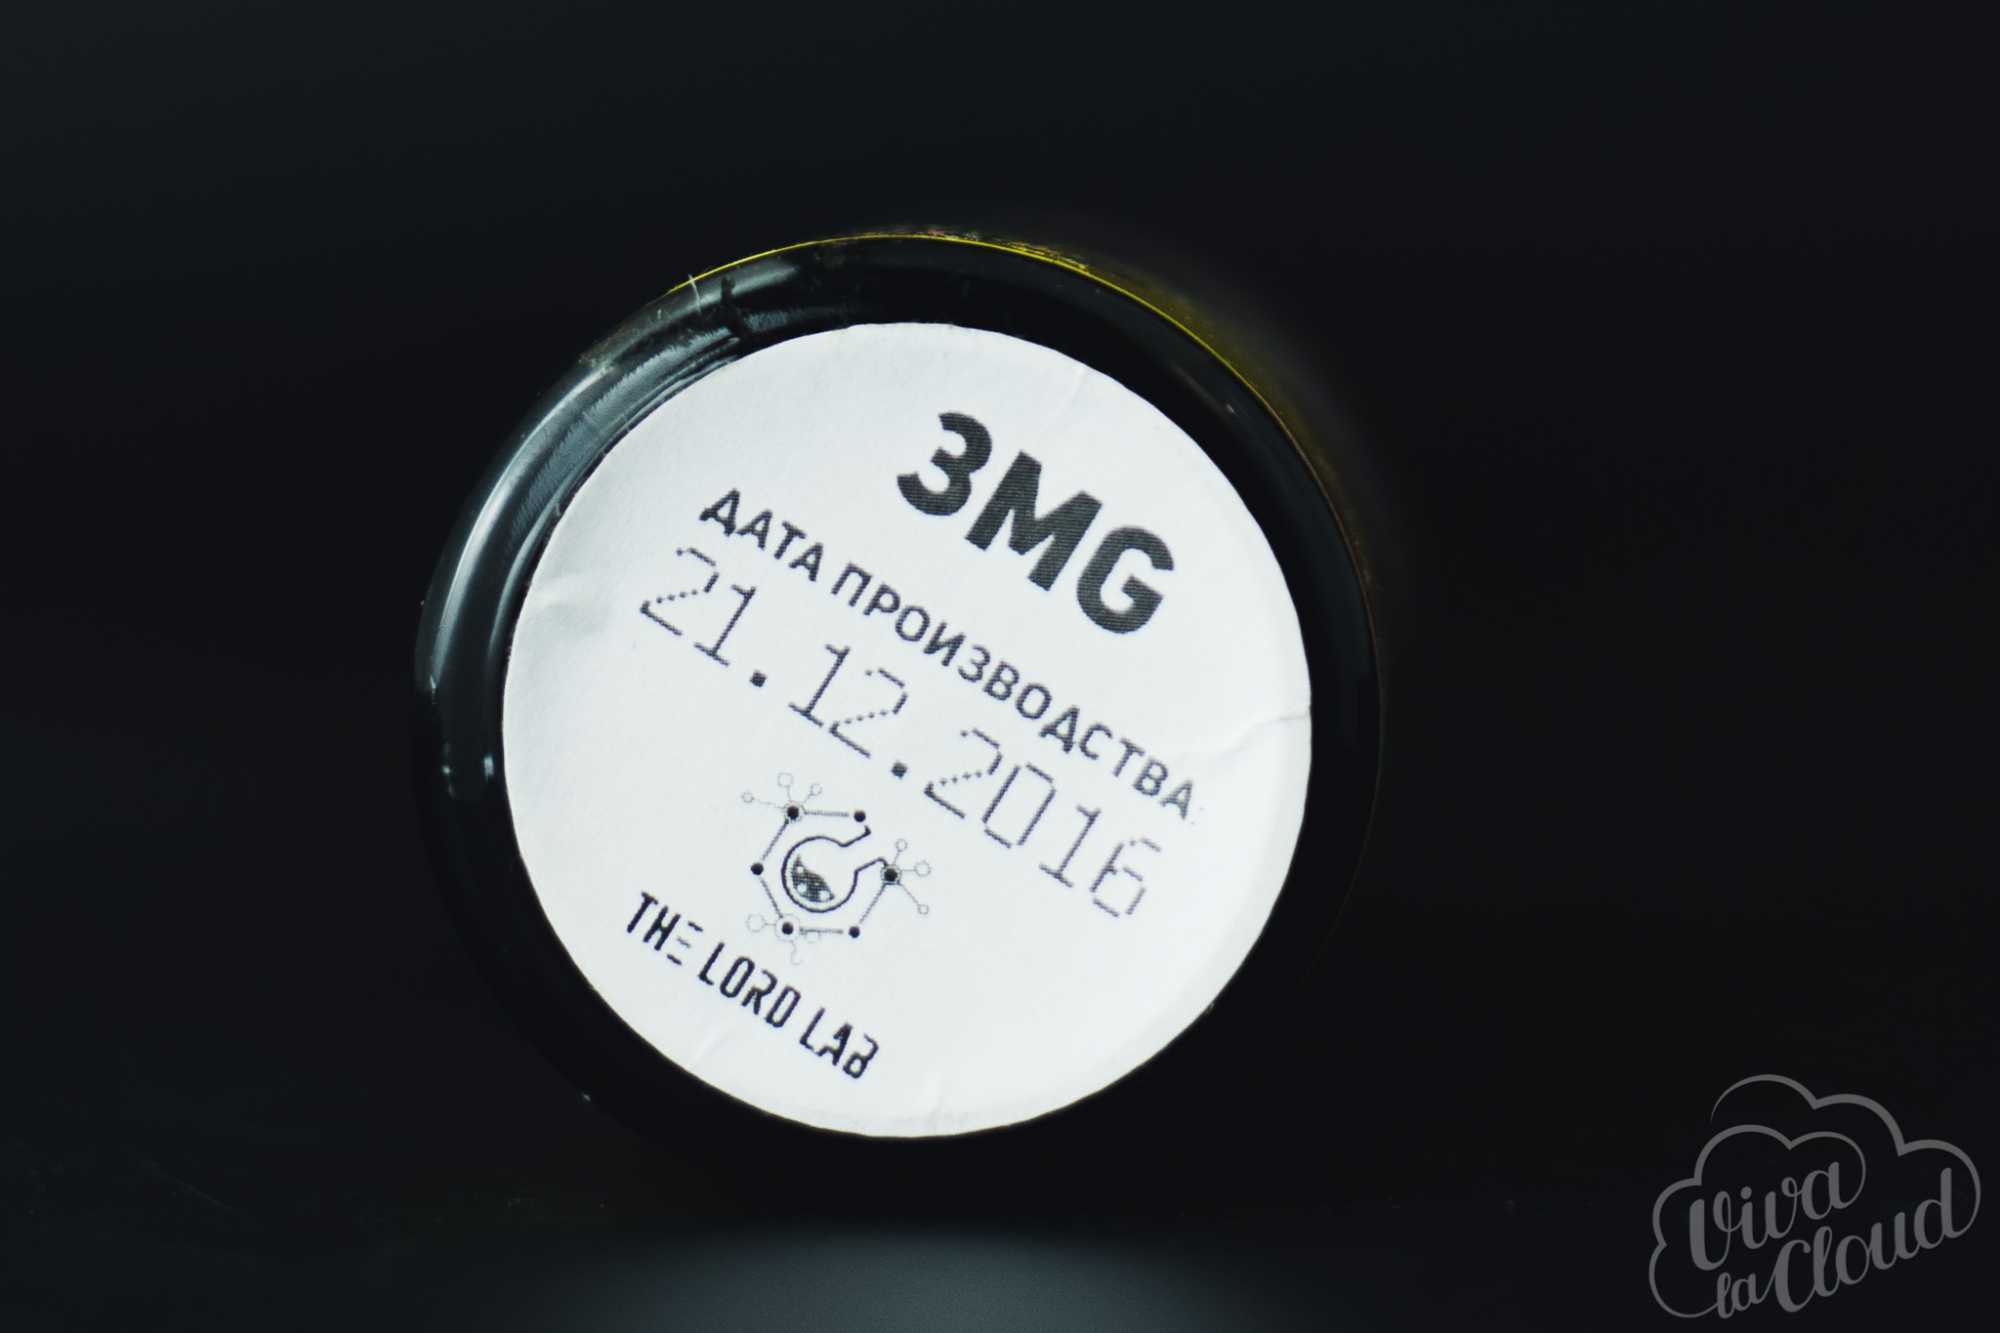 3MG
ДАТА ПРОИЗВОДСТВА:
21.12.2016
THE LORD LAB
Viva
la Cloud